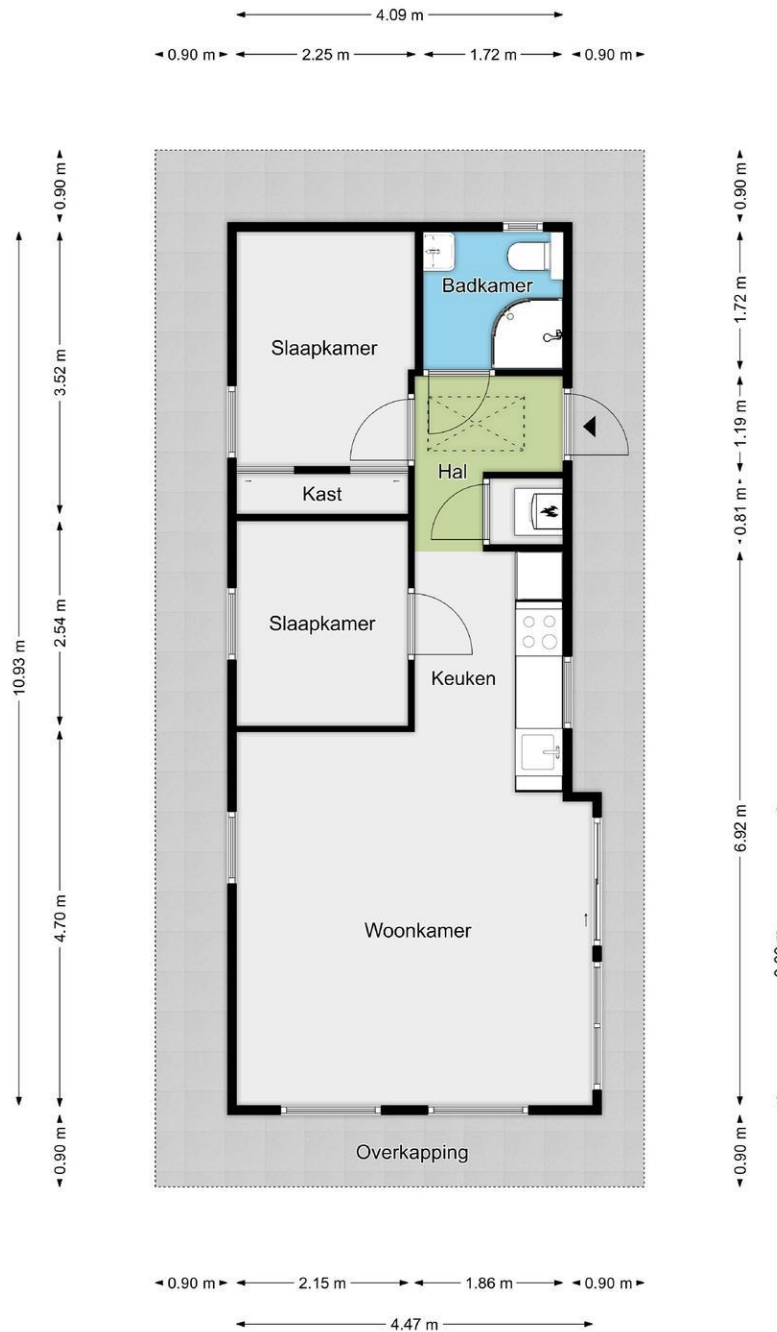 4.09 m
0.90 m
2.25 m
1.72 m
0.90 m
0.90 m
0.90 m
Badkamer
1.72 m
Slaapkamer
3.52 m
1.19 m
Hal
Kast
0.81 m
Slaapkamer
2.54 m
Keuken
10.93 m
6.92 m
Woonkamer
4.70 m
Overkapping
0.90 m
0.90 m
0.90 m
2.15 m
1.86 m
0.90 m
4.47 m